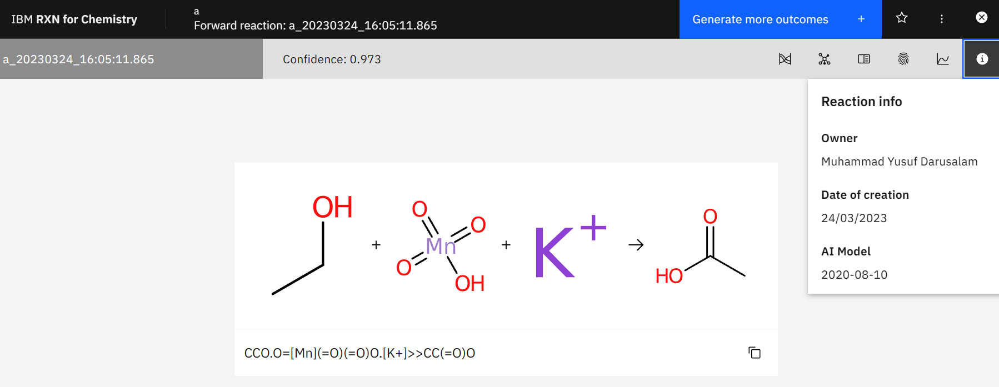 IBM RXN for Chemistry
a
Forward reaction: a_20230324_16:05:11.865
Generate more outcomes +
a_20230324_16:05:11.865
Confidence: 0.973
Reaction info
Owner
Muhammad Yusuf Darusalam
Date of creation
24/03/2023
AI Model
2020-08-10
OH
+
O
O
Mn
O
OH
+
K+
→
O
HO
CCO.O=[Mn](=O)(=O)O.[K+]>>CC(=O)O